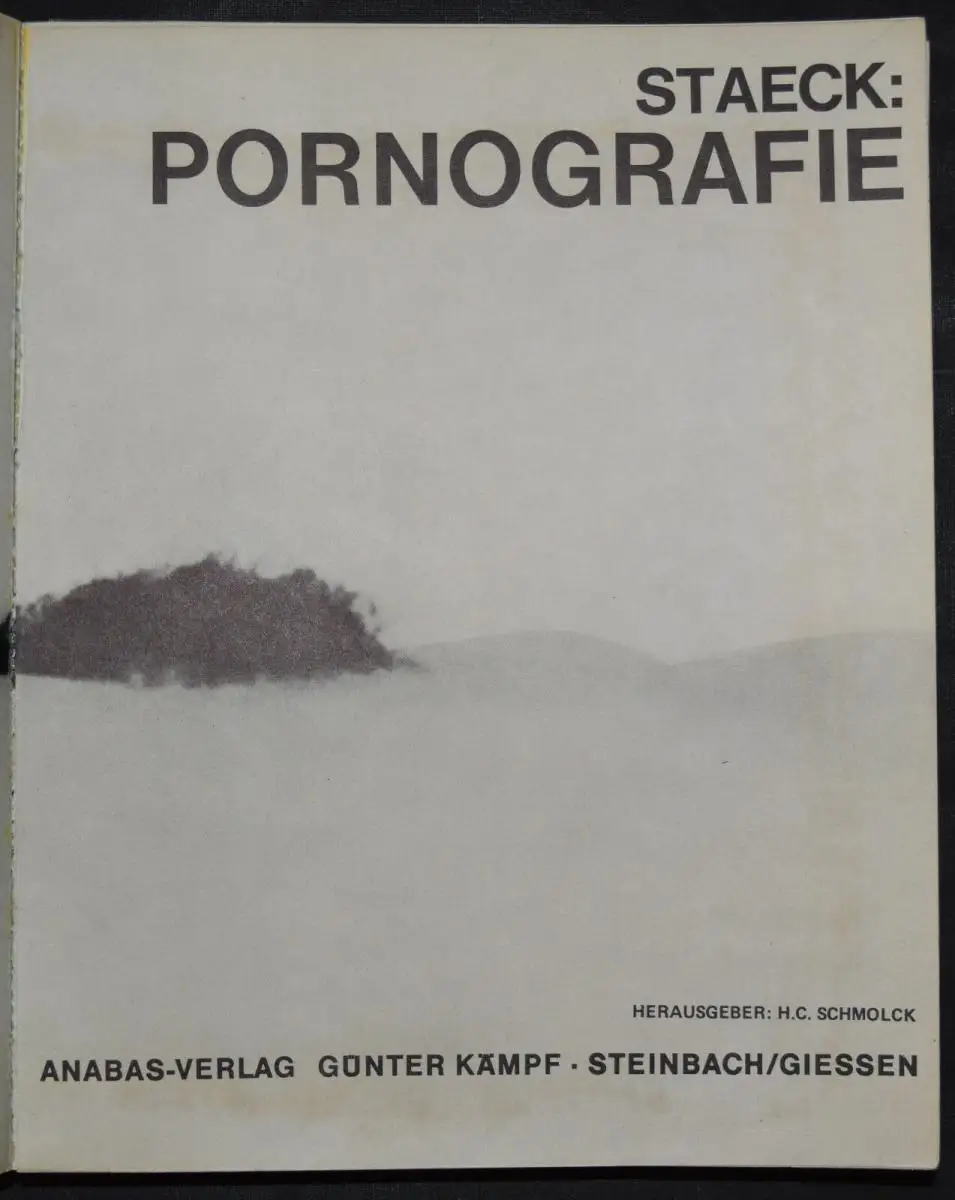 STAECK:
PORNOGRAFIE
HERAUSGEBER: H.C. SCHMOLCK
ANABAS-VERLAG GÜNTER KÄMPF · STEINBACH/GIESSEN